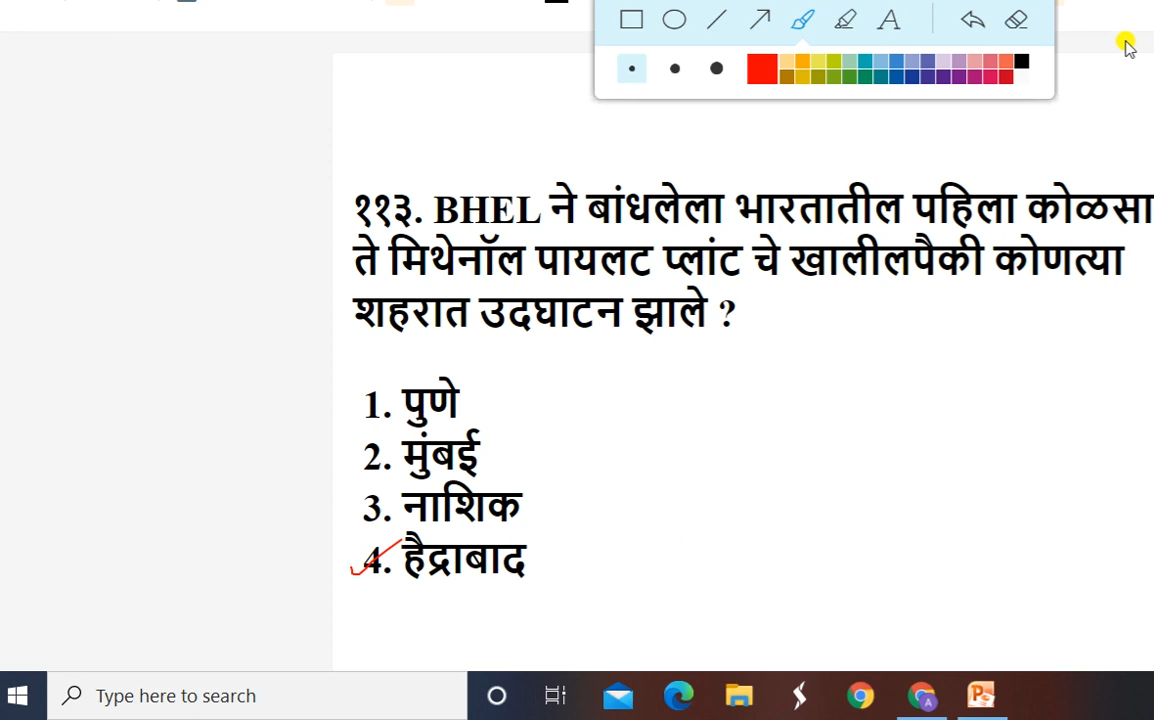 A
११३. BHEL ने बांधलेला भारतातील पहिला कोळसा
ते मिथेनॉल पायलट प्लांट चे खालीलपैकी कोणत्या
शहरात उदघाटन झाले ?
1. पुणे
2. मुंबई
3. नाशिक
4. हैद्राबाद
Type here to search